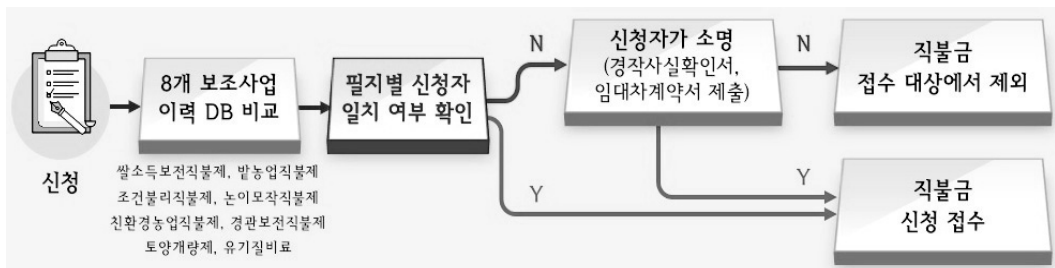 신청
8개 보조사업
이력 DB 비교
쌀소득보전직불제, 밭농업직불제
조건불리직불제, 논이모작직불제
친환경농업직불제, 경관보전직불제
토양개량제, 유기질비료
필지별 신청자
일치 여부 확인
N
Y
신청자가 소명
(경작사실확인서,
임대차계약서 제출)
N
Y
직불금
접수 대상에서 제외
직불금
신청 접수